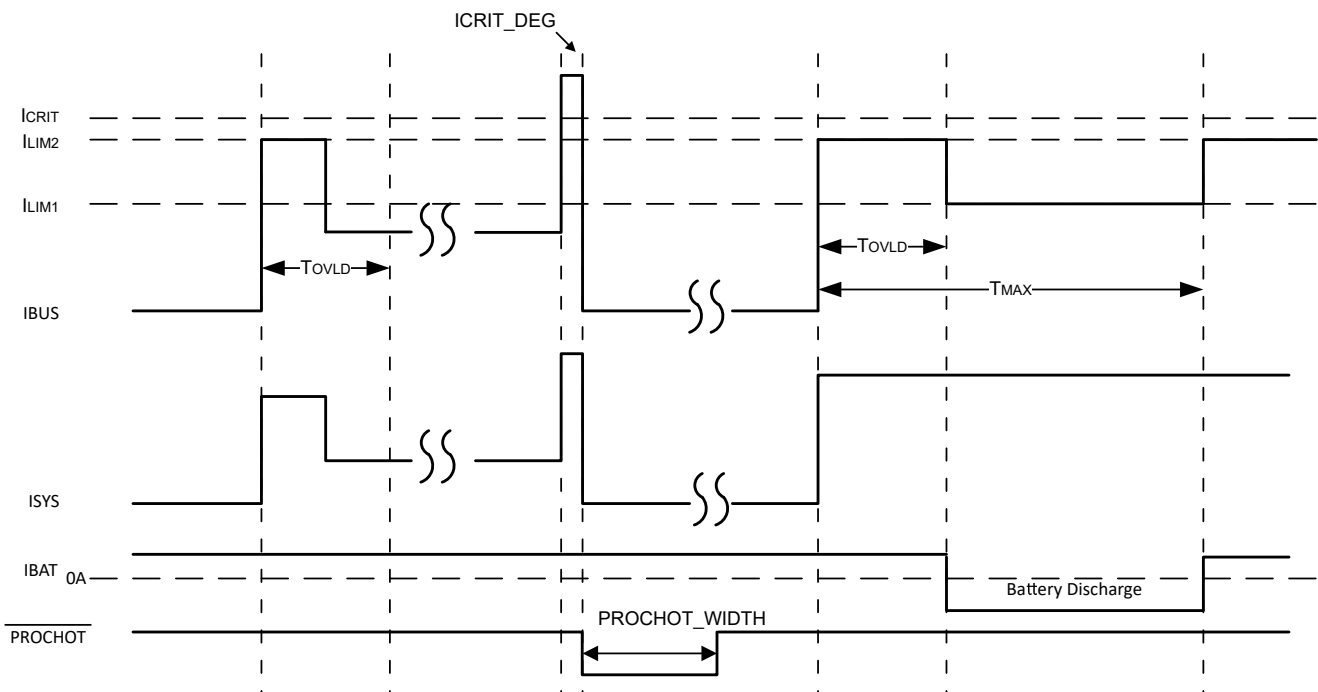 ICRIT_DEG
ICRIT
ILIM2
ILIM1
TOVLD
TOVLD
TMAX
IBUS
ISYS
IBAT 0A
Battery Discharge
PROCHOT_WIDTH
PROCHOT